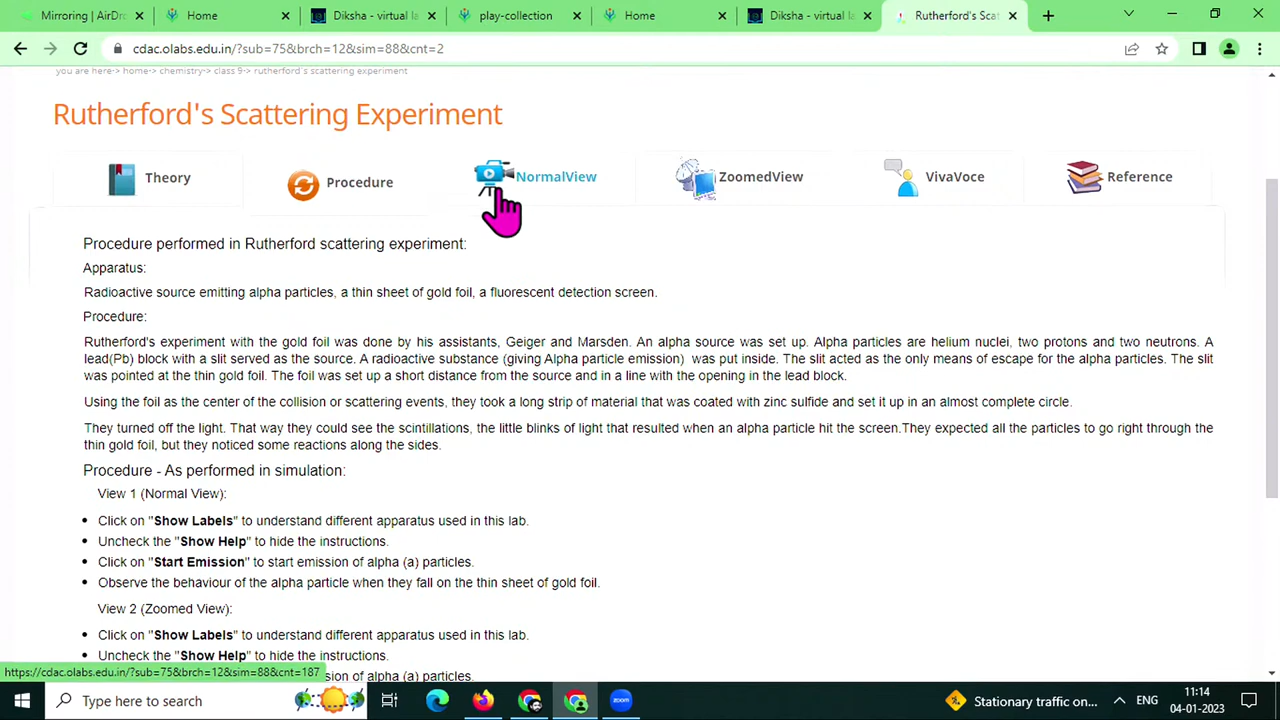 Mirroring | AirDro
Home
Diksha - virtual la
play-collection
Home
Diksha - virtual la
Rutherford's Scat
cdac.olabs.edu.in/?sub=75&brch=12&sim=88&cnt=2
you are here-> home-> chemistry-> class 9-> rutherford's scattering experiment
Rutherford's Scattering Experiment
Theory
Procedure
NormalView
ZoomedView
VivaVoce
Reference
Procedure performed in Rutherford scattering experiment:
Apparatus:
Radioactive source emitting alpha particles, a thin sheet of gold foil, a fluorescent detection screen.
Procedure:
Rutherford's experiment with the gold foil was done by his assistants, Geiger and Marsden. An alpha source was set up. Alpha particles are helium nuclei, two protons and two neutrons. A
lead(Pb) block with a slit served as the source. A radioactive substance (giving Alpha particle emission) was put inside. The slit acted as the only means of escape for the alpha particles. The slit
was pointed at the thin gold foil. The foil was set up a short distance from the source and in a line with the opening in the lead block.
Using the foil as the center of the collision or scattering events, they took a long strip of material that was coated with zinc sulfide and set it up in an almost complete circle.
They turned off the light. That way they could see the scintillations, the little blinks of light that resulted when an alpha particle hit the screen.They expected all the particles to go right through the
thin gold foil, but they noticed some reactions along the sides.
Procedure - As performed in simulation:
View 1 (Normal View):
• Click on "Show Labels" to understand different apparatus used in this lab.
• Uncheck the "Show Help" to hide the instructions.
• Click on "Start Emission" to start emission of alpha (a) particles.
• Observe the behaviour of the alpha particle when they fall on the thin sheet of gold foil.
View 2 (Zoomed View):
• Click on "Show Labels" to understand different apparatus used in this lab.
• Uncheck the "Show Help" to hide the instructions.
sion of alpha (a) particles.
https://cdac.olabs.edu.in/?sub=75&brch=12&sim=88&cnt=187
Type here to search
zoom
Stationary traffic on...
ENG
11:14
04-01-2023